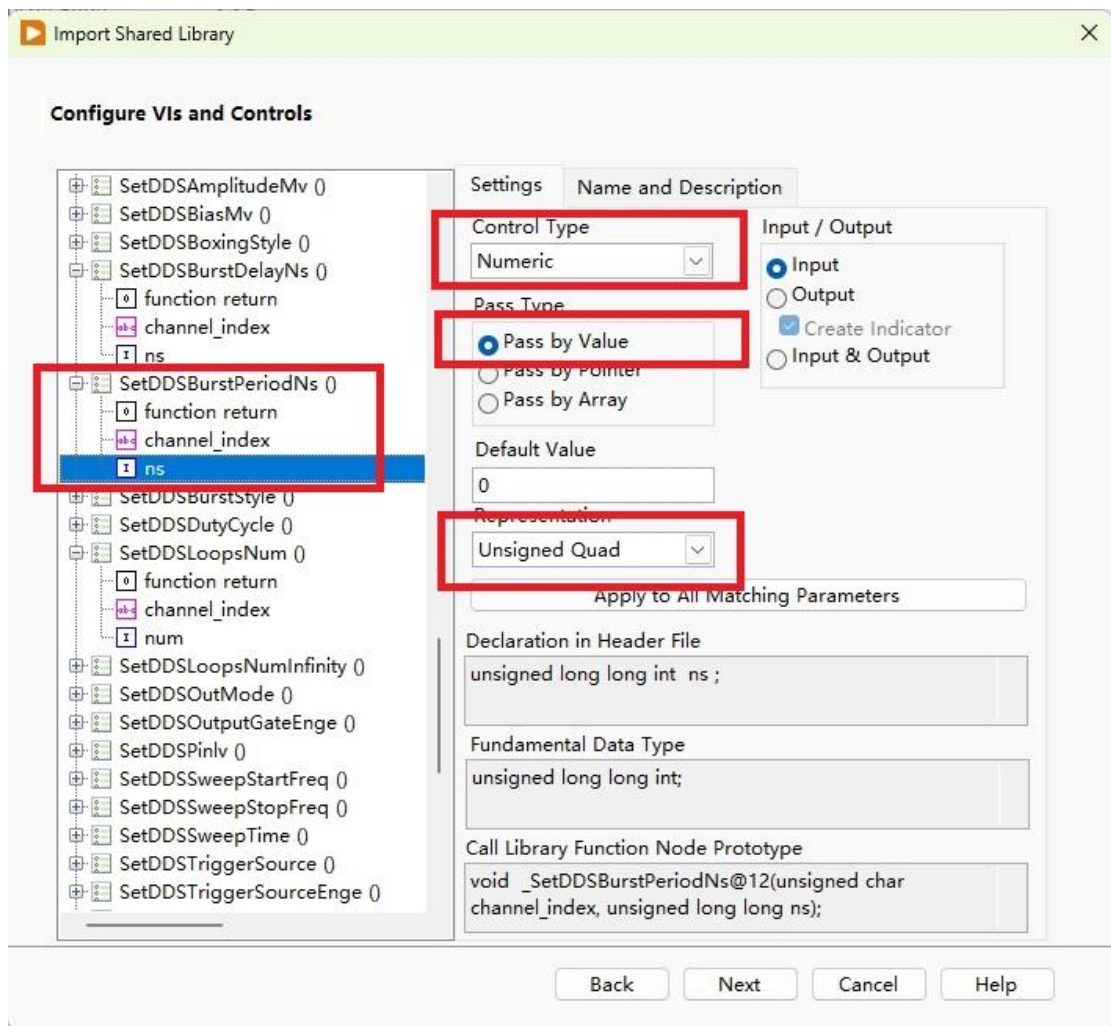 Import Shared Library
Configure VIs and Controls
SetDDSAmplitudeMv ()
SetDDSBiasMv ()
SetDDSBoxingStyle ()
SetDDSBurstDelayNs ()
function return
abc channel_index
I ns
SetDDSBurstPeriodNs ()
function return
abc channel_index
I ns
SetDDSBurstStyle ()
SetDDSDutyCycle ()
SetDDSLoopsNum ()
function return
abc channel_index
I num
SetDDSLoopsNumInfinity ()
SetDDSOutMode ()
SetDDSOutputGateEnge ()
SetDDSPinlv ()
SetDDSSweepStartFreq ()
SetDDSSweepStopFreq ()
SetDDSSweepTime ()
SetDDSTriggerSource ()
SetDDSTriggerSourceEnge ()
Settings
Name and Description
Control Type
Numeric
Pass Type
Pass by Value
Pass by Pointer
Pass by Array
Input / Output
Input
Output
Create Indicator
Input & Output
Default Value
0
Representation
Unsigned Quad
Apply to All Matching Parameters
Declaration in Header File
unsigned long long int ns ;
Fundamental Data Type
unsigned long long int;
Call Library Function Node Prototype
void _SetDDSBurstPeriodNs@12(unsigned char
channel_index, unsigned long long ns);
Back
Next
Cancel
Help